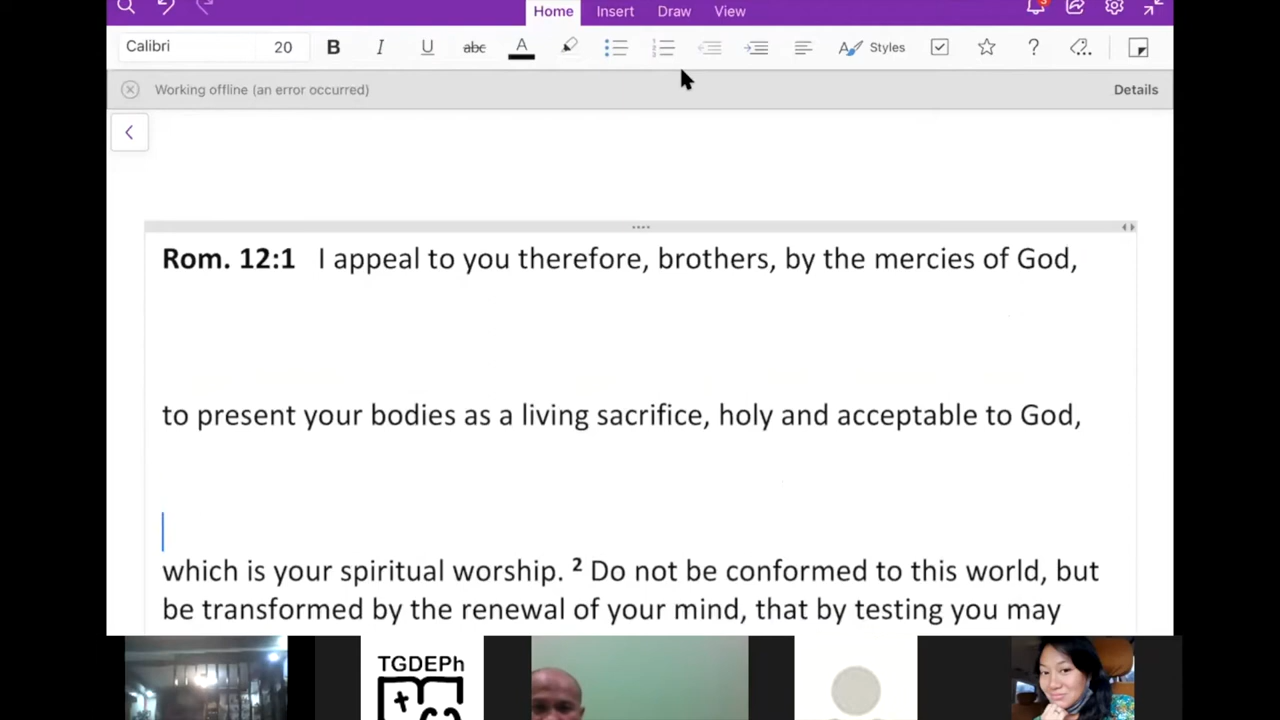 Home Insert Draw View
Calibri 20 B I U abc A Styles ?
Working offline (an error occurred) Details
Rom. 12:1 I appeal to you therefore, brothers, by the mercies of God,
to present your bodies as a living sacrifice, holy and acceptable to God,
which is your spiritual worship. ² Do not be conformed to this world, but
be transformed by the renewal of your mind, that by testing you may
TGDEPh